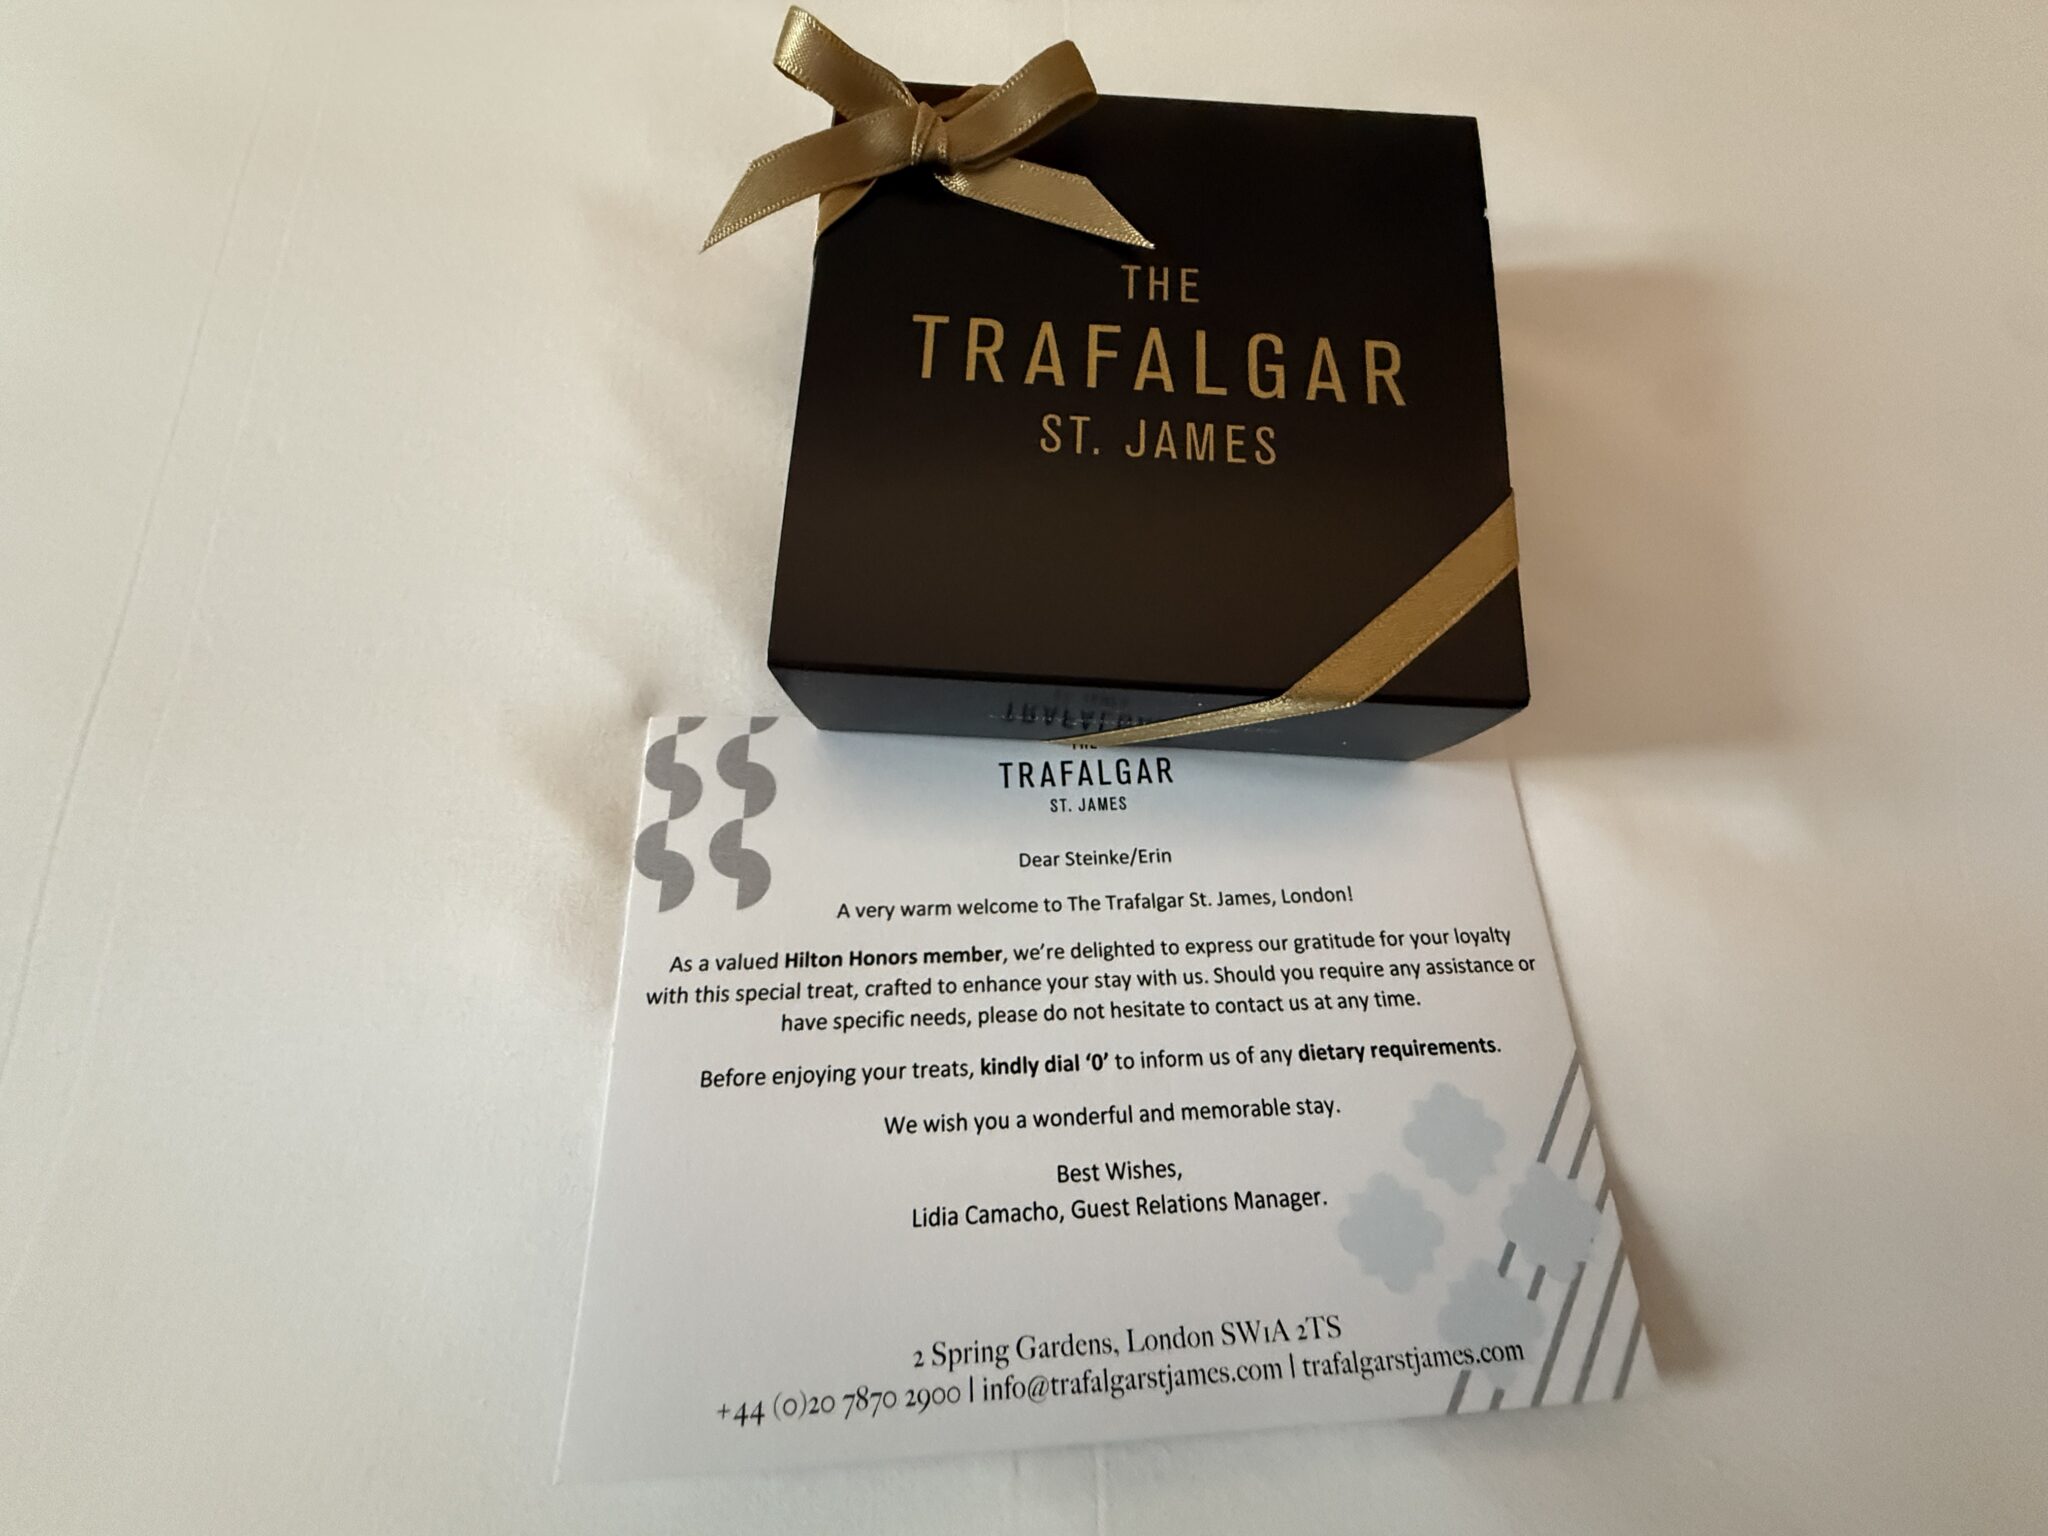 THE
TRAFALGAR
ST. JAMES
THE
TRAFALGAR
ST. JAMES
Dear Steinke/Erin
A very warm welcome to The Trafalgar St. James, London!
As a valued Hilton Honors member, we’re delighted to express our gratitude for your loyalty
with this special treat, crafted to enhance your stay with us. Should you require any assistance or
have specific needs, please do not hesitate to contact us at any time.
Before enjoying your treats, kindly dial ‘0’ to inform us of any dietary requirements.
We wish you a wonderful and memorable stay.
Best Wishes,
Lidia Camacho, Guest Relations Manager.
2 Spring Gardens, London SW1A 2TS
+44 (0)20 7870 2900 | info@trafalgarstjames.com | trafalgarstjames.com